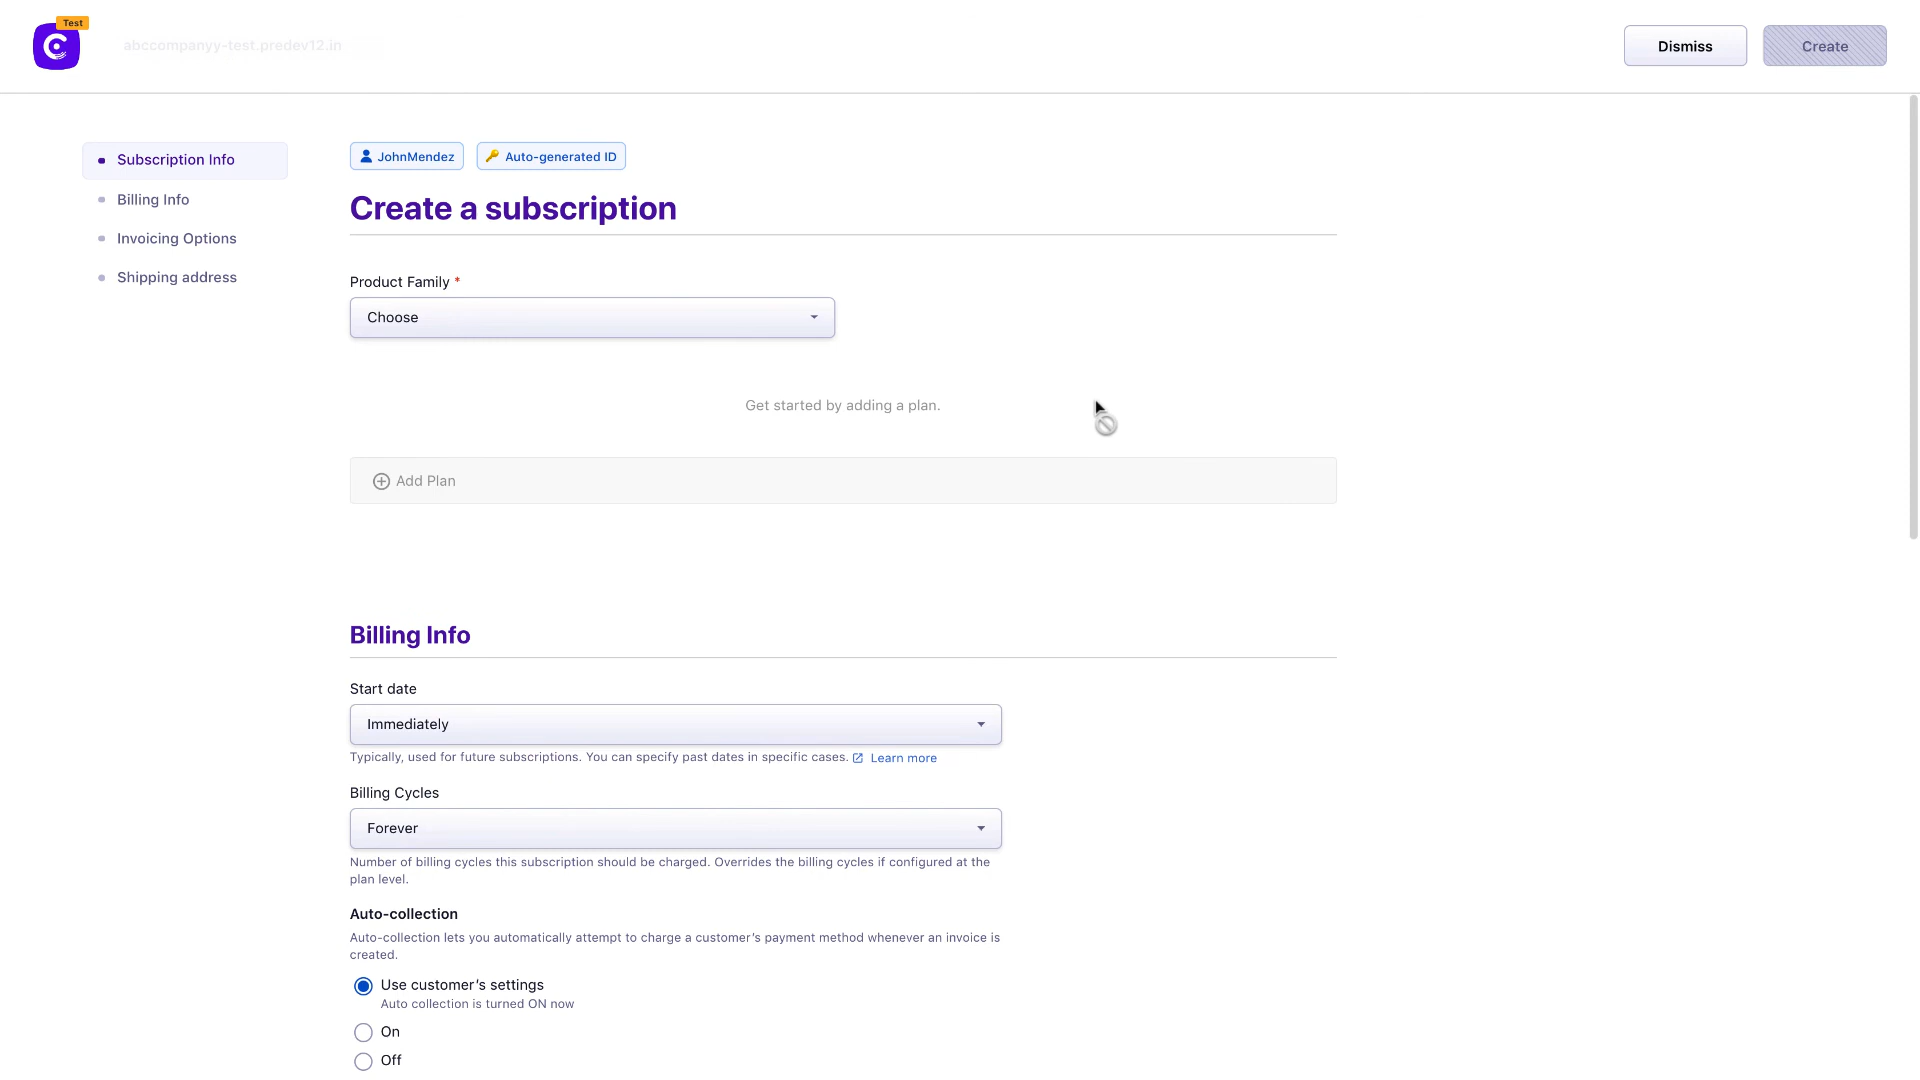 Test
abccompanyy-test.predev12.in
Dismiss
Create
Subscription Info
Billing Info
Invoicing Options
Shipping address
JohnMendez
Auto-generated ID
Create a subscription
Product Family *
Choose
Get started by adding a plan.
Add Plan
Billing Info
Start date
Immediately
Typically, used for future subscriptions. You can specify past dates in specific cases. Learn more
Billing Cycles
Forever
Number of billing cycles this subscription should be charged. Overrides the billing cycles if configured at the
plan level.
Auto-collection
Auto-collection lets you automatically attempt to charge a customer's payment method whenever an invoice is
created.
Use customer's settings
Auto collection is turned ON now
On
Off